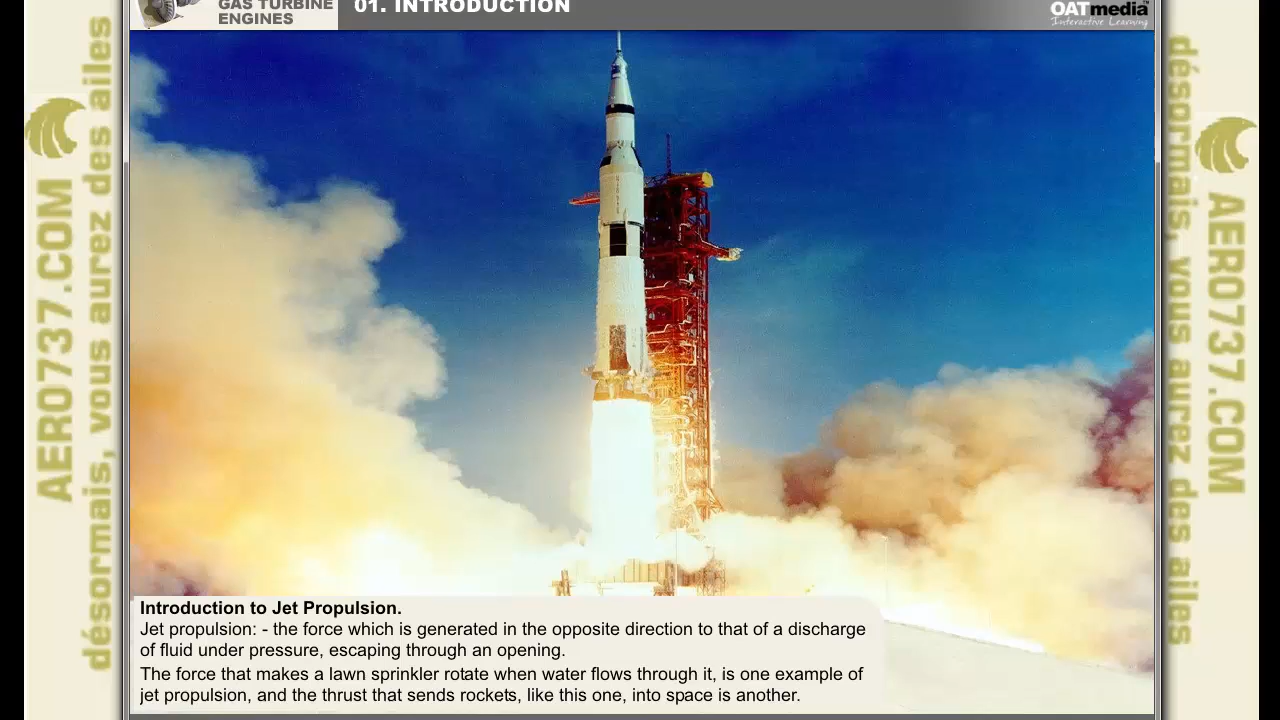 GAS TURBINE
ENGINES
01. INTRODUCTION
OATmedia™
Interactive Learning
AERO737.COM
désormais, vous aurez des ailes
Introduction to Jet Propulsion.
Jet propulsion: - the force which is generated in the opposite direction to that of a discharge
of fluid under pressure, escaping through an opening.
The force that makes a lawn sprinkler rotate when water flows through it, is one example of
jet propulsion, and the thrust that sends rockets, like this one, into space is another.
désormais, vous aurez des ailes
AERO737.COM